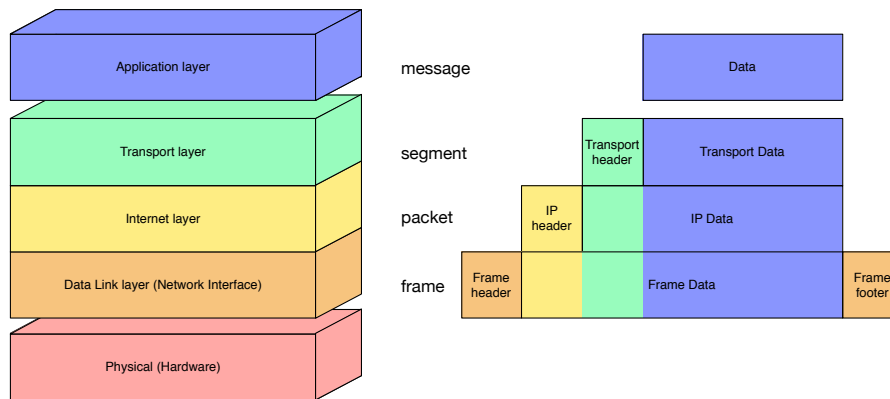 Application layer
message
Data
Transport layer
segment
Transport
header
Transport Data
Internet layer
packet
IP
header
IP Data
Data Link layer (Network Interface)
frame
Frame
header
Frame Data
Frame
footer
Physical (Hardware)